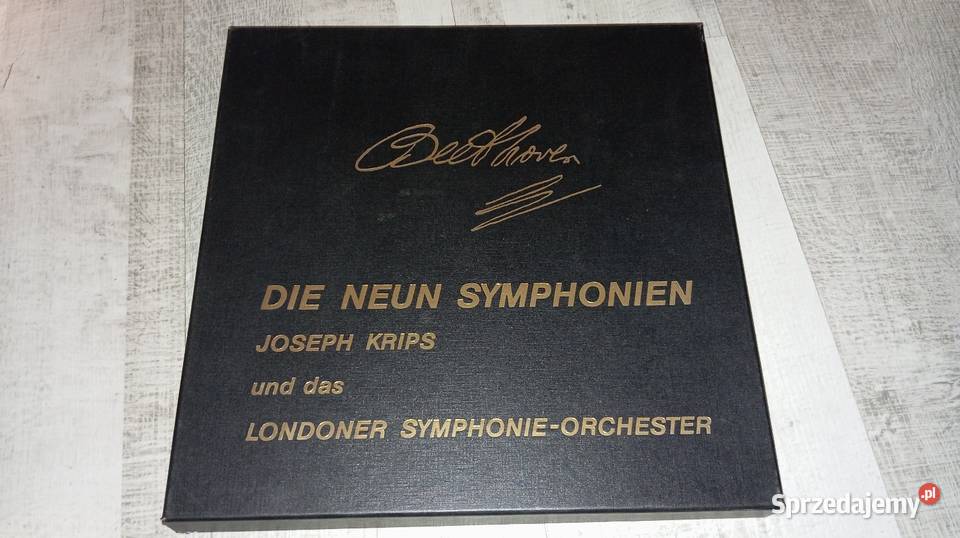 Beethoven
DIE NEUN SYMPHONIEN
JOSEPH KRIPS
und das
LONDONER SYMPHONIE-ORCHESTER
Sprzedajemy.pl